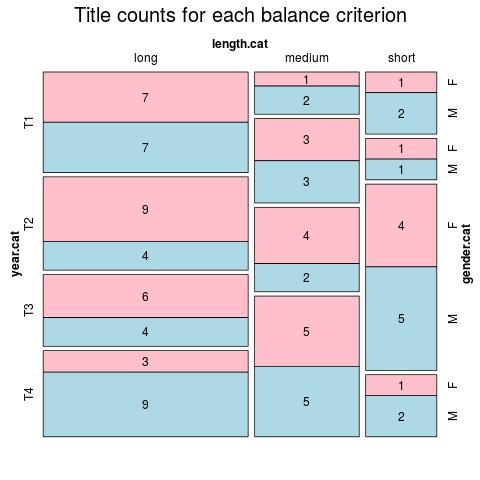 Title counts for each balance criterion
length.cat
long medium short
year.cat
T1
T2
T3
T4
7
7
9
4
6
4
3
9
1
2
3
3
4
2
5
5
1
2
1
1
4
5
1
2
F
M
F
M
F
M
F
M
gender.cat